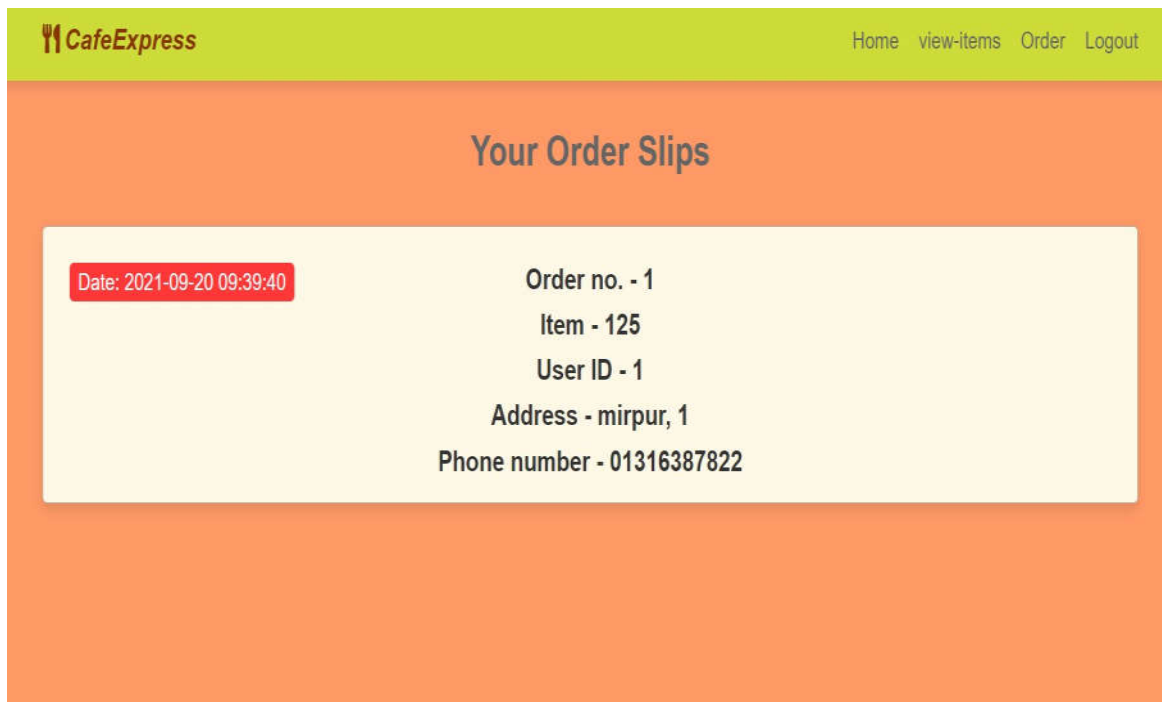 CafeExpress
Home view-items Order Logout
Your Order Slips
Date: 2021-09-20 09:39:40
Order no. - 1
Item - 125
User ID - 1
Address - mirpur, 1
Phone number - 01316387822